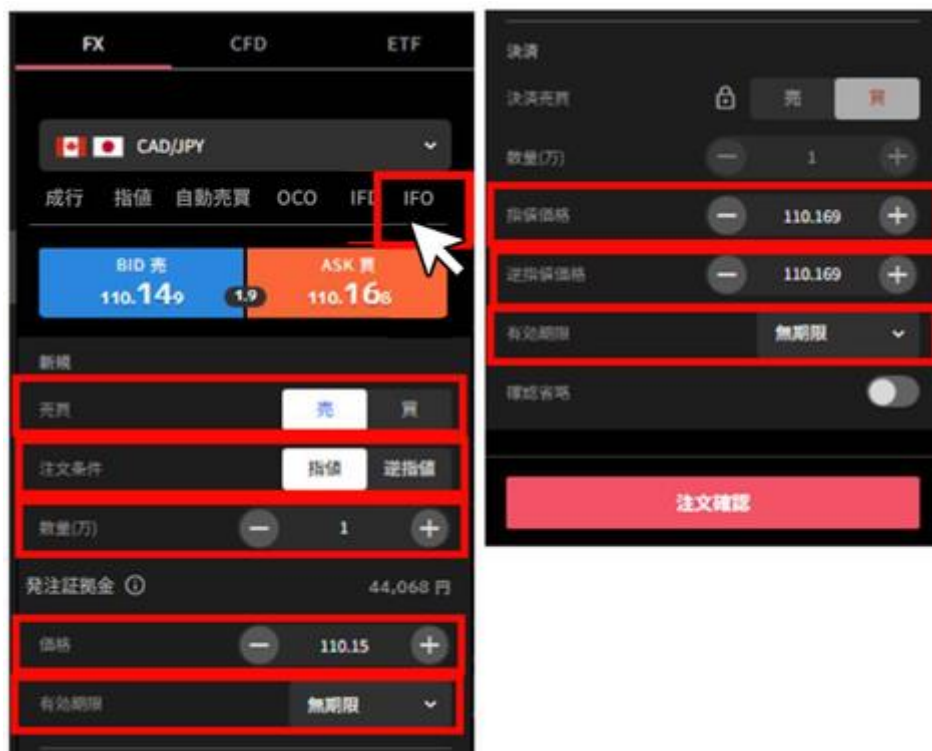 FX CFD ETF
CAD/JPY
成行 指値 自動売買 OCO IFD IFO
BID 売 ASK 買
110.149 1.9 110.168
新規
売買 売 買
注文条件 指値 逆指値
数量(万) 1
発注証拠金 44,068 円
価格 110.15
有効期限 無期限
決済
決済売買 売 買
数量(万) 1
指値価格 110.169
逆指値価格 110.169
有効期限 無期限
確認省略
注文確認